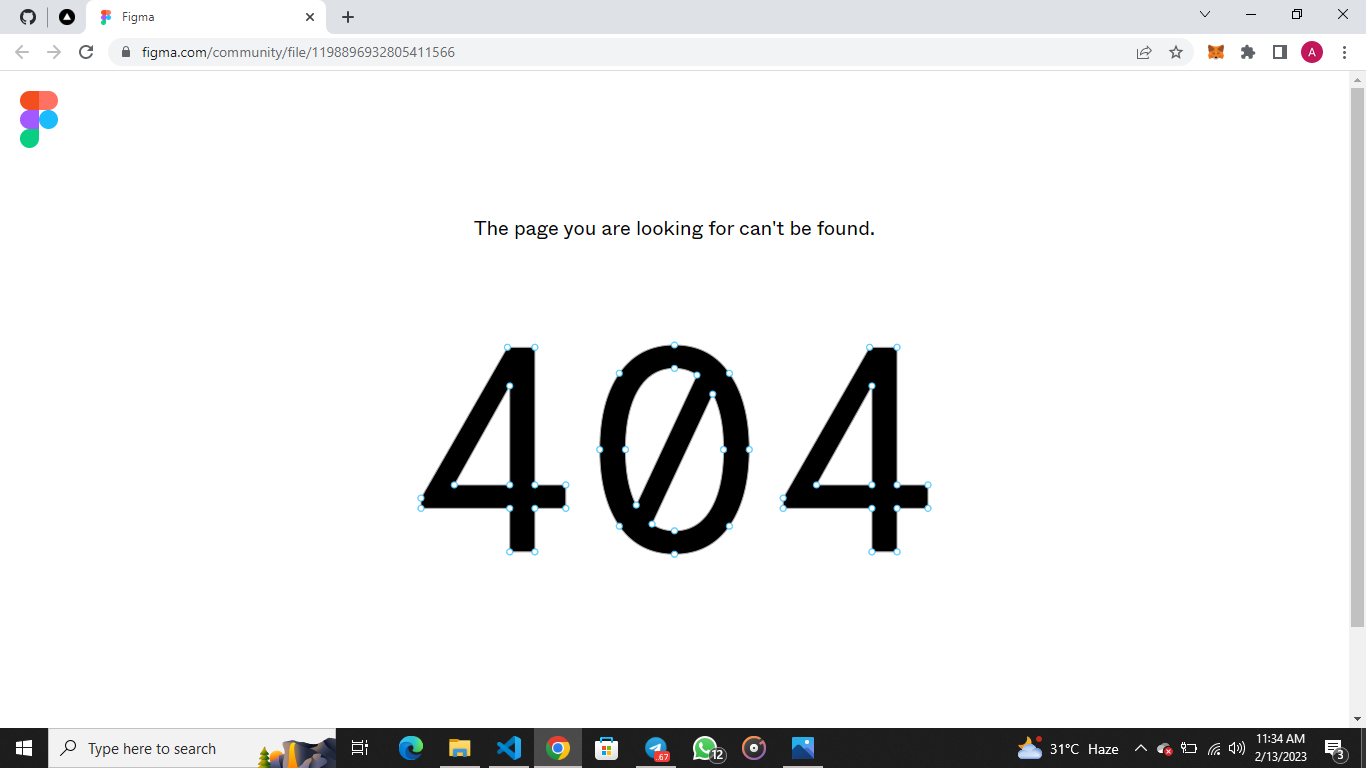 Figma
figma.com/community/file/1198896932805411566
A
The page you are looking for can't be found.
404
Type here to search
67
12
31°C Haze
11:34 AM
2/13/2023
3